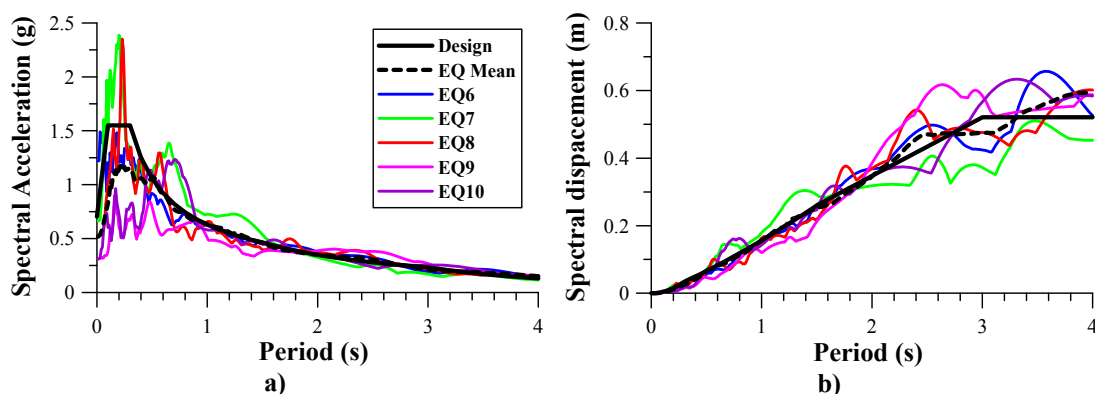 Spectral Acceleration (g)
2.5
2
1.5
1
0.5
0
0
1
2
3
4
Period (s)
a)
Design
EQ Mean
EQ6
EQ7
EQ8
EQ9
EQ10
Spectral dispacement (m)
0.8
0.6
0.4
0.2
0
0
1
2
3
4
Period (s)
b)